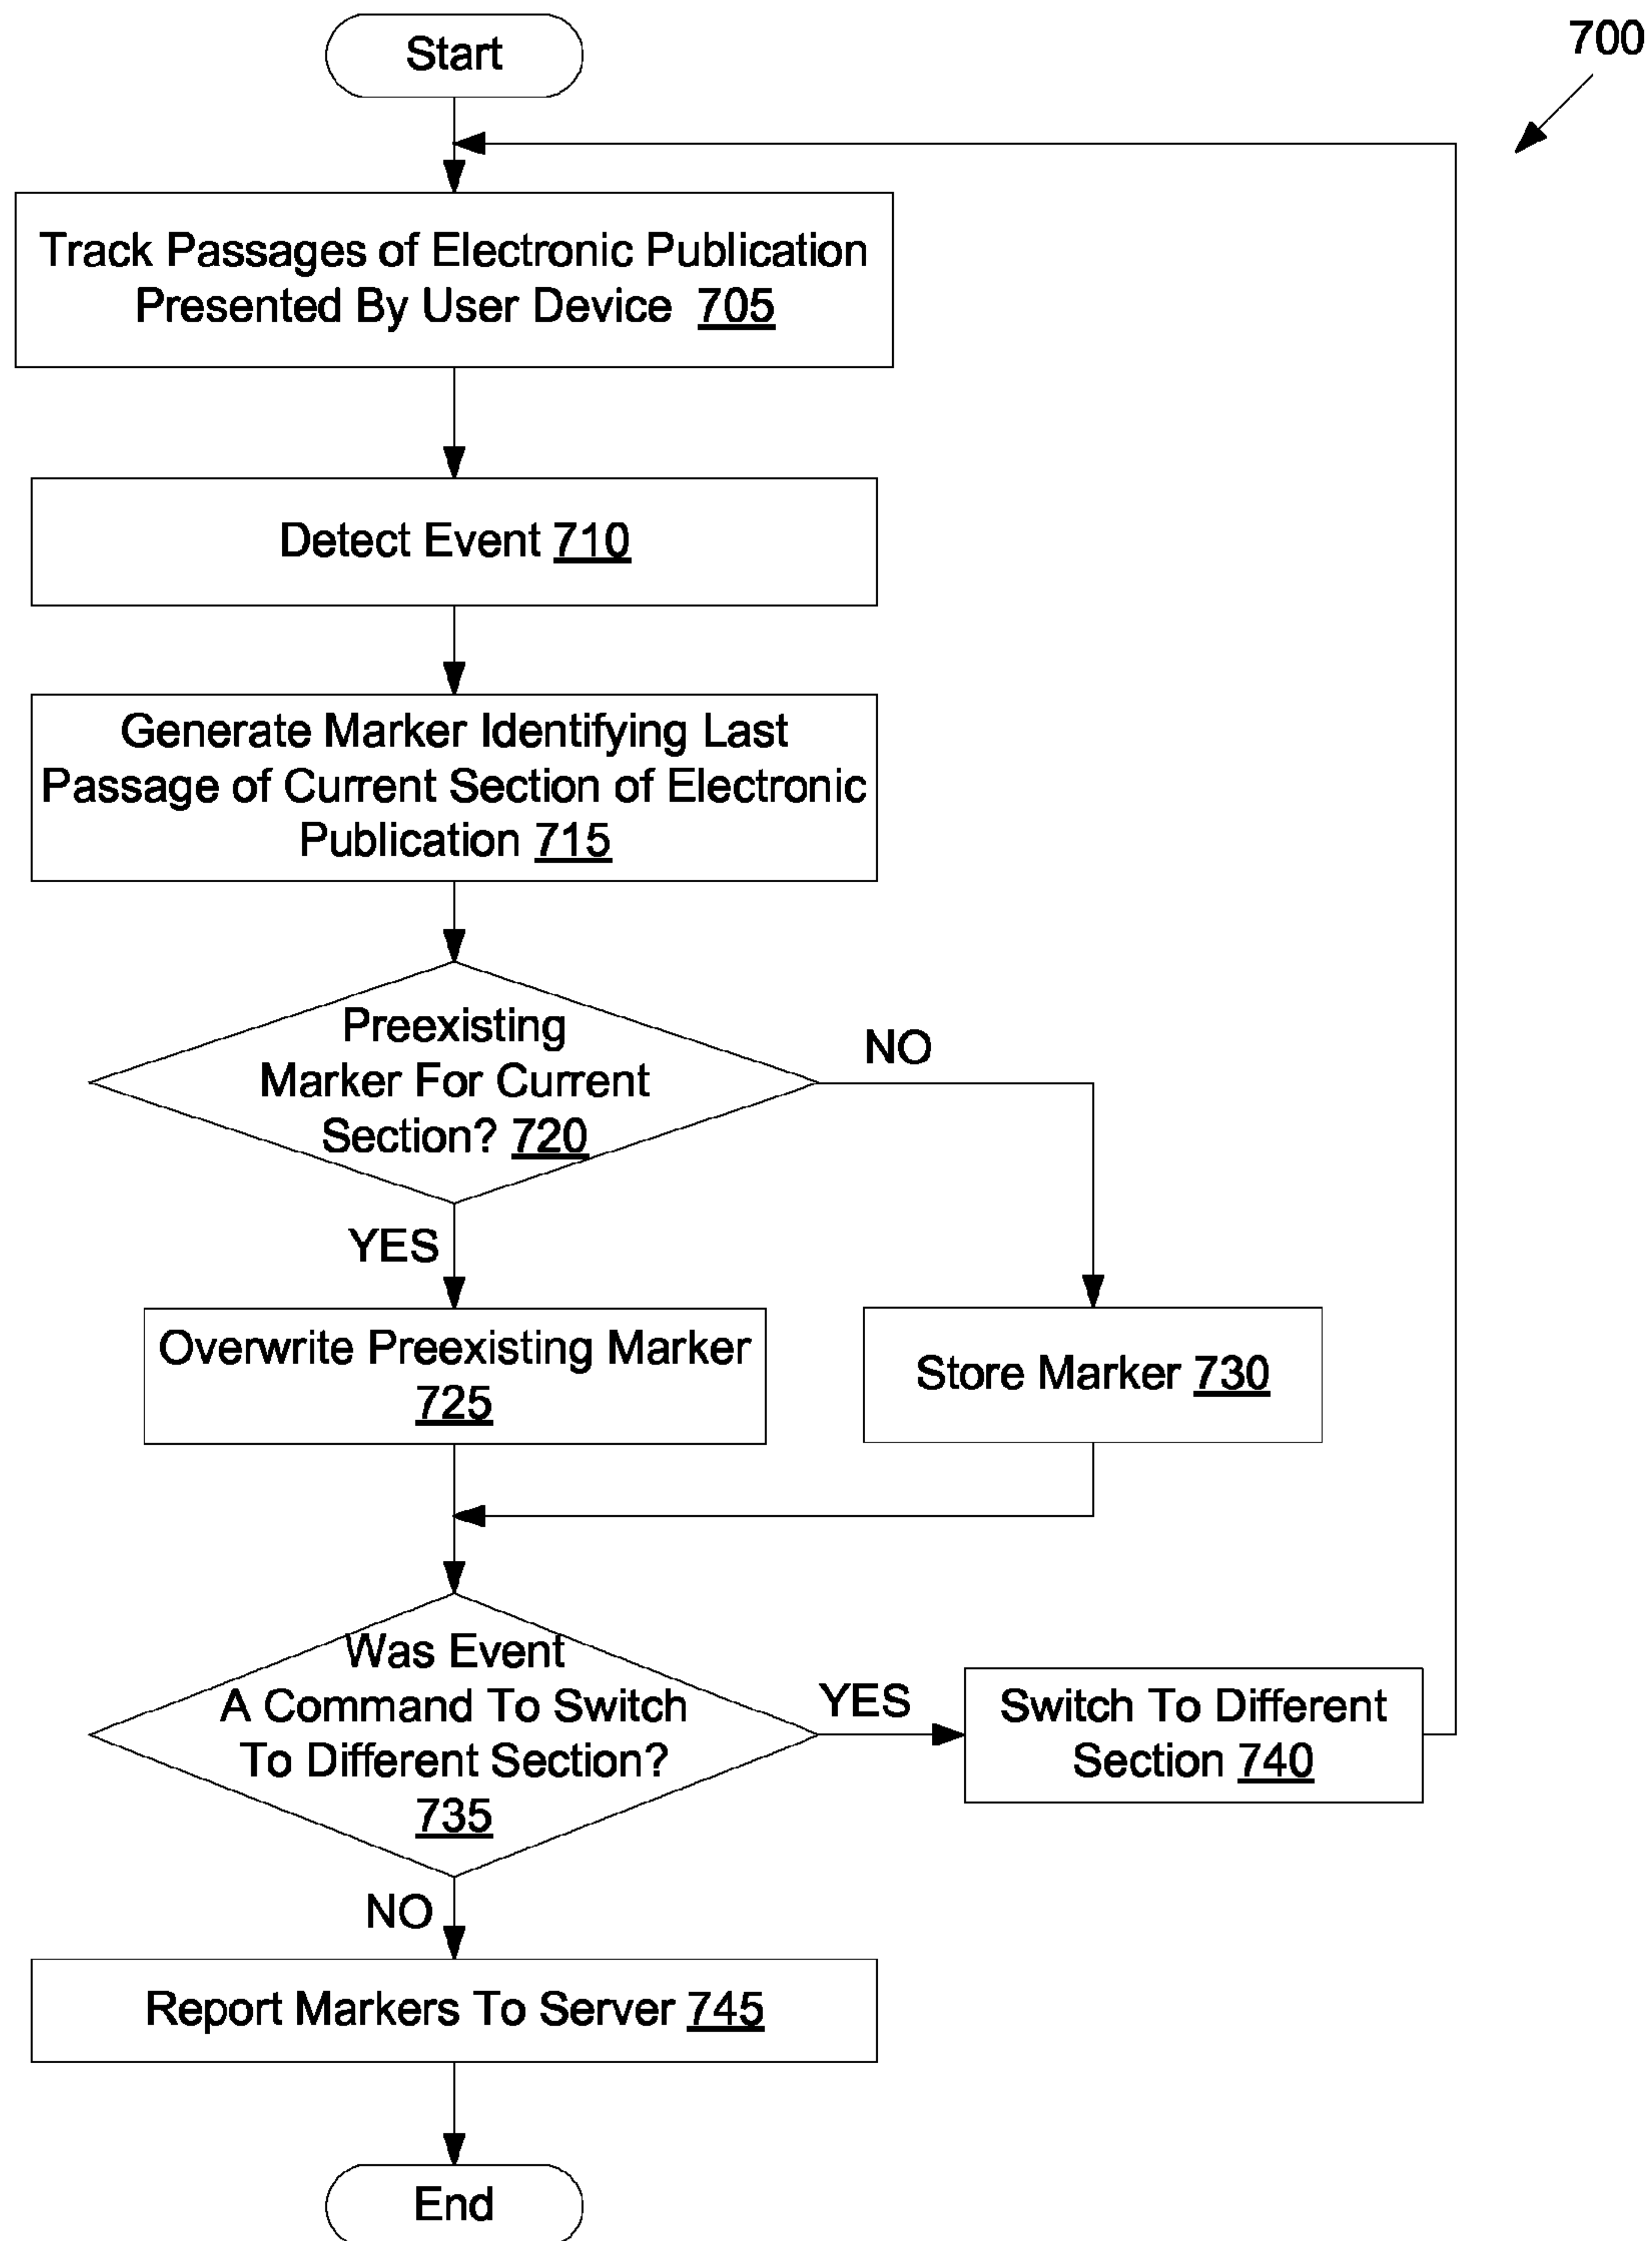 Start
700
Track Passages of Electronic Publication
Presented By User Device 705
Detect Event 710
Generate Marker Identifying Last
Passage of Current Section of Electronic
Publication 715
Preexisting
Marker For Current
Section? 720
NO
YES
Overwrite Preexisting Marker
725
Store Marker 730
Was Event
A Command To Switch
To Different Section?
735
YES
Switch To Different
Section 740
NO
Report Markers To Server 745
End